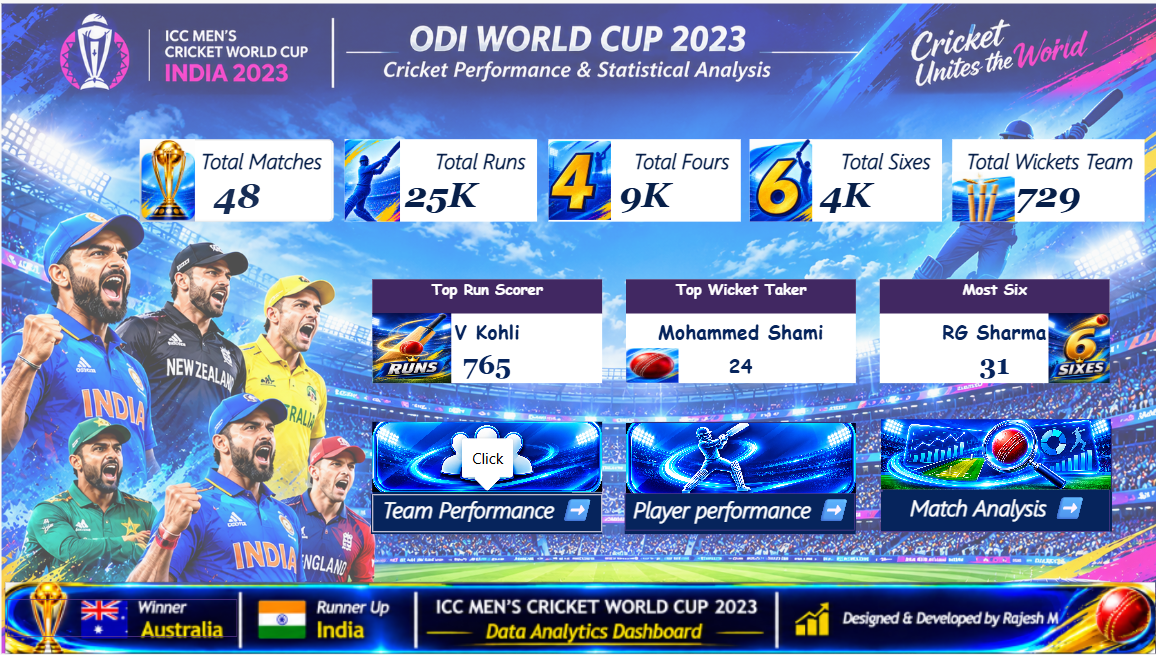 ICC MEN'S
CRICKET WORLD CUP
INDIA 2023
ODI WORLD CUP 2023
Cricket Performance & Statistical Analysis
Cricket
Unites the World
Total Matches
48
Total Runs
25K
4
Total Fours
9K
6
Total Sixes
4K
Total Wickets Team
729
Top Run Scorer
V Kohli
765
RUNS
Top Wicket Taker
Mohammed Shami
24
Most Six
RG Sharma
31
6
SIXES
INDIA
NEW ZEALAND
INDIA
ENGLAND
Click
Team Performance
Player performance
Match Analysis
Winner
Australia
Runner Up
India
ICC MEN'S CRICKET WORLD CUP 2023
Data Analytics Dashboard
Designed & Developed by Rajesh M